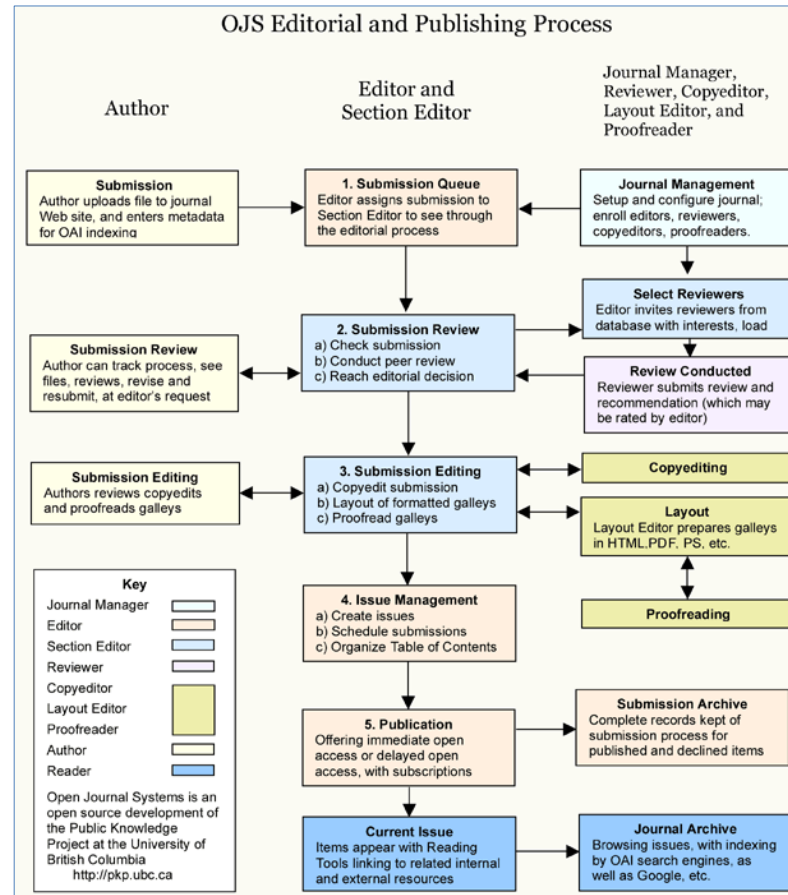 OJS Editorial and Publishing Process
Author
Editor and
Section Editor
Journal Manager,
Reviewer, Copyeditor,
Layout Editor, and
Proofreader
Submission
Author uploads file to journal
Web site, and enters metadata
for OAI indexing
1. Submission Queue
Editor assigns submission to
Section Editor to see through
the editorial process
Journal Management
Setup and configure journal;
enroll editors, reviewers,
copyeditors, proofreaders.
Select Reviewers
Editor invites reviewers from
database with interests, load
Submission Review
Author can track process, see
files, reviews, revise and
resubmit, at editor's request
2. Submission Review
a) Check submission
b) Conduct peer review
c) Reach editorial decision
Review Conducted
Reviewer submits review and
recommendation (which may
be rated by editor)
Submission Editing
Authors reviews copyedits
and proofreads galleys
3. Submission Editing
a) Copyedit submission
b) Layout of formatted galleys
c) Proofread galleys
Copyediting
Layout
Layout Editor prepares galleys
in HTML,PDF, PS, etc.
Proofreading
Key
Journal Manager
Editor
Section Editor
Reviewer
Copyeditor
Layout Editor
Proofreader
Author
Reader
Open Journal Systems is an
open source development of
the Public Knowledge
Project at the University of
British Columbia
http://pkp.ubc.ca
4. Issue Management
a) Create issues
b) Schedule submissions
c) Organize Table of Contents
5. Publication
Offering immediate open
access or delayed open
access, with subscriptions
Submission Archive
Complete records kept of
submission process for
published and declined items
Current Issue
Items appear with Reading
Tools linking to related internal
and external resources
Journal Archive
Browsing issues, with indexing
by OAI search engines, as
well as Google, etc.